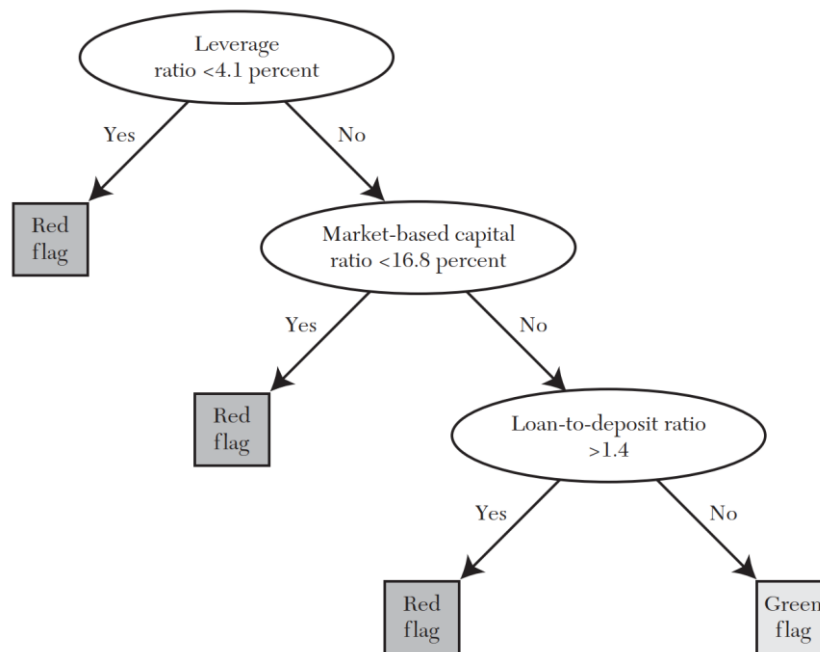 Leverage
ratio <4.1 percent
Yes
No
Red
flag
Market-based capital
ratio <16.8 percent
Yes
No
Red
flag
Loan-to-deposit ratio
>1.4
Yes
No
Red
flag
Green
flag